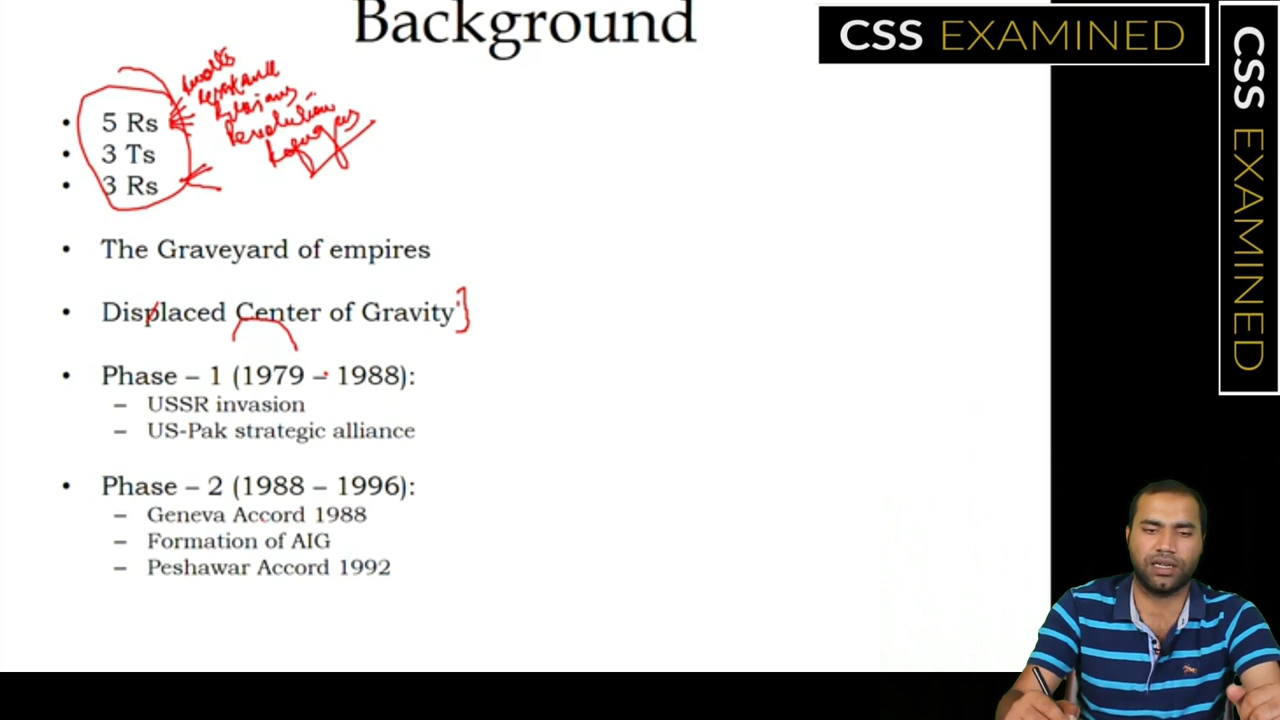 Background
CSS EXAMINED
CSS EXAMINED
• 5 Rs
• 3 Ts
• 3 Rs
• The Graveyard of empires
• Displaced Center of Gravity
• Phase – 1 (1979 – 1988):
– USSR invasion
– US-Pak strategic alliance
• Phase – 2 (1988 – 1996):
– Geneva Accord 1988
– Formation of AIG
– Peshawar Accord 1992